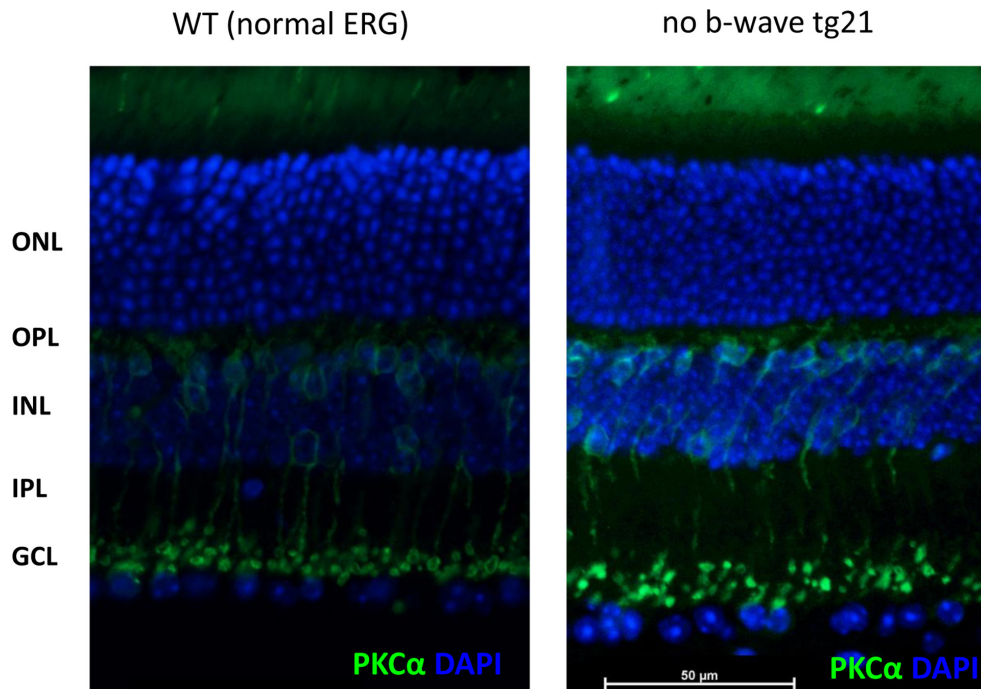 WT (normal ERG)
no b-wave tg21
ONL
OPL
INL
IPL
GCL
PKCα DAPI
50 µm
PKCα DAPI